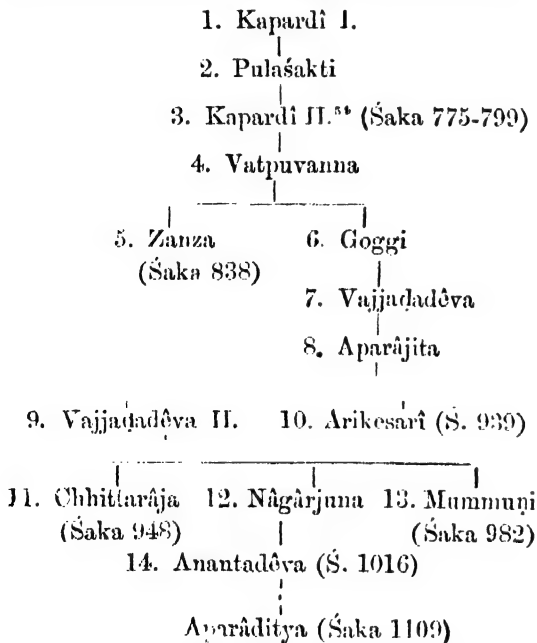 1. Kapardî I.
2. Pulaśakti
3. Kapardî II.⁵⁴ (Śaka 775-799)
4. Vatpuvanna
5. Zanza 6. Goggi
(Śaka 838)
7. Vajjaḍadêva
8. Aparâjita
9. Vajjaḍadêva II. 10. Arikesarî (Ś. 939)
11. Chhittarâja 12. Nâgârjuna 13. Mummuṇi
(Śaka 948) (Śaka 982)
14. Anantadêva (Ś. 1016)
Aparâditya (Śaka 1109)